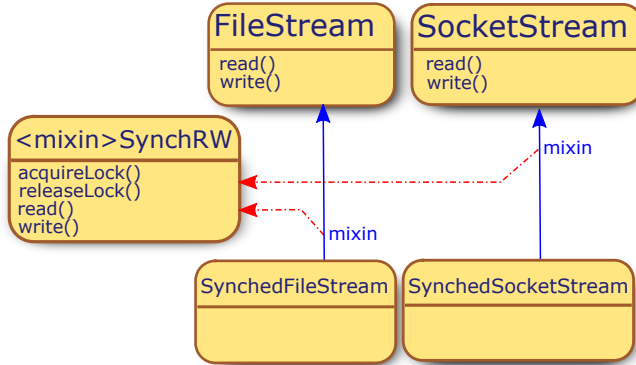 FileStream
read()
write()
SocketStream
read()
write()
<mixin>SynchRW
acquireLock()
releaseLock()
read()
write()
mixin
mixin
SynchedFileStream
SynchedSocketStream